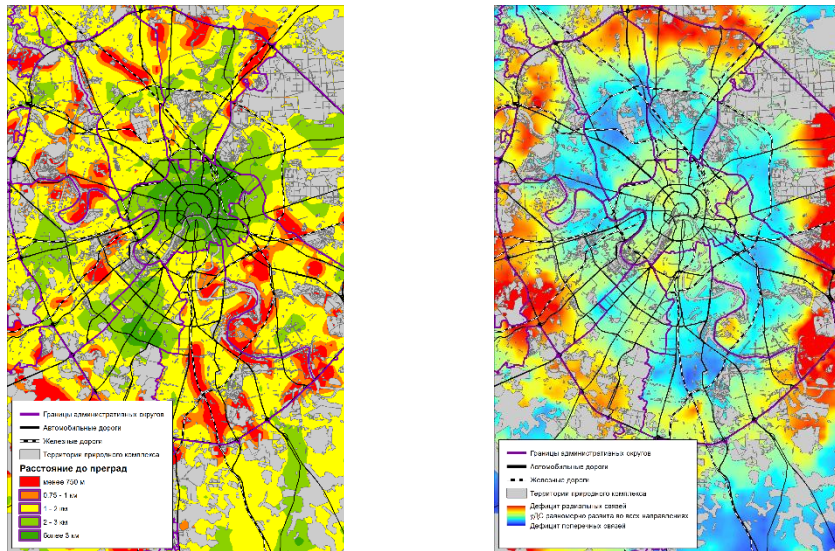 Границы административных округов
Автомобильные дороги
Железные дороги
Территории природного комплекса
Расстояние до преград
менее 750 м
0.75 - 1 км
1 - 2 км
2 - 3 км
более 3 км
Границы административных округов
Автомобильные дороги
Железные дороги
Территории природного комплекса
Дефицит радиальных связей
УДС равномерно развита во всех направлениях
Дефицит поперечных связей